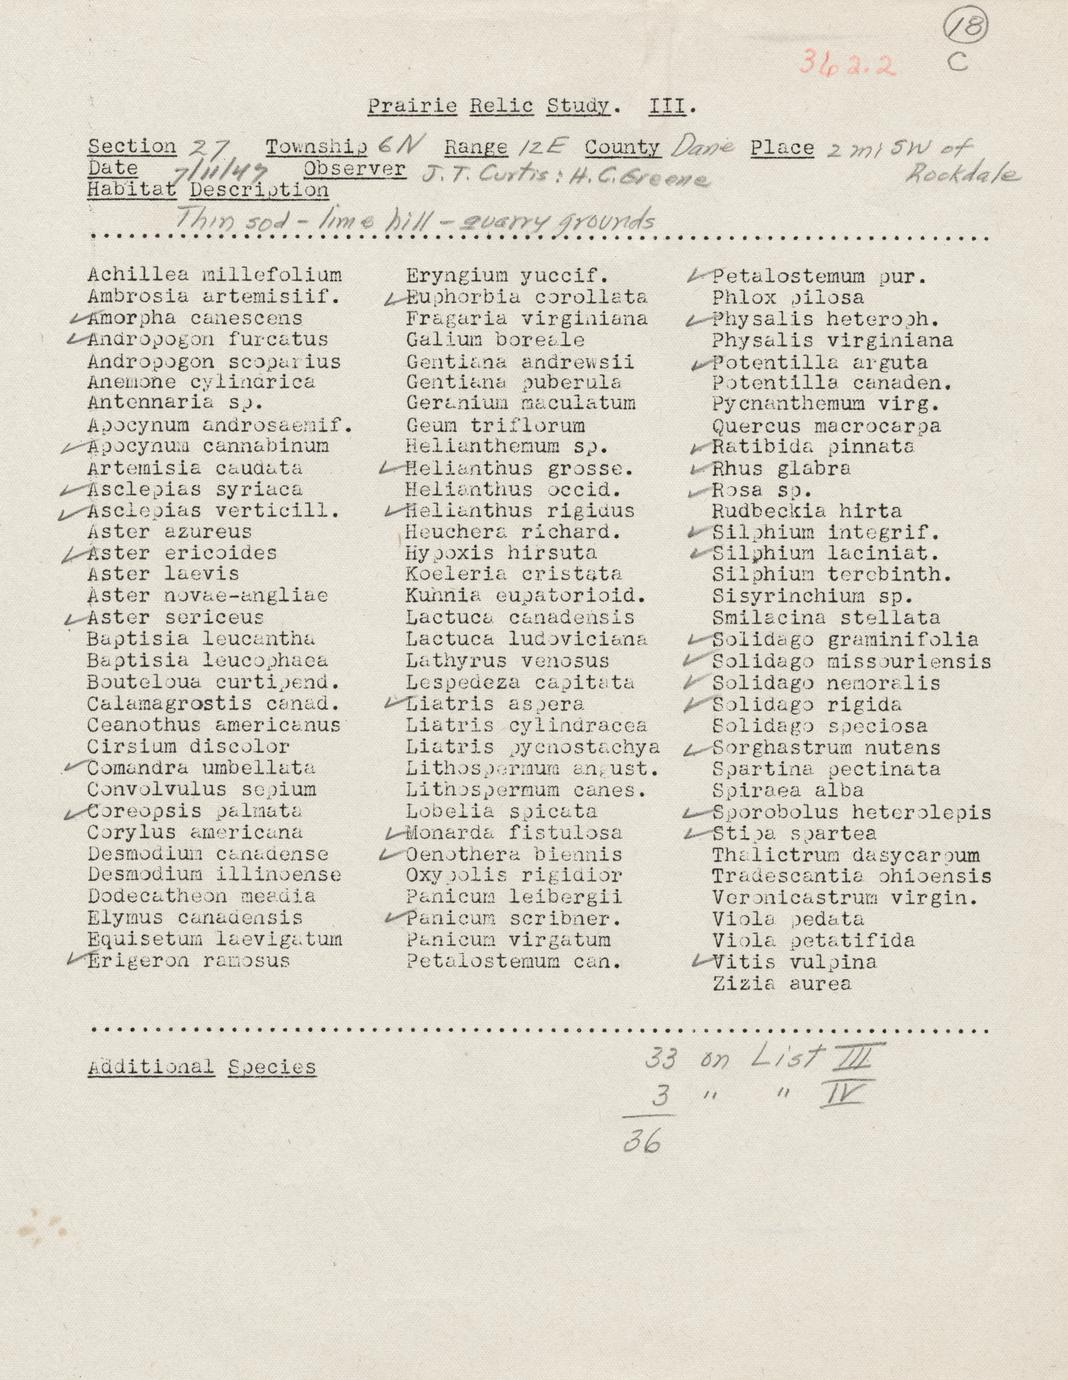 18
C
362.2
Prairie Relic Study. III.
Section 27 Township 6N Range 12E County Dane Place 2 mi SW of Rockdale
Date 7/11/47 Observer J. T. Curtis : H. C. Greene
Habitat Description
Thin sod - lime hill - quarry grounds
Achillea millefolium
Ambrosia artemisiif.
✓Amorpha canescens
✓Andropogon furcatus
Andropogon scoparius
Anemone cylindrica
Antennaria sp.
Apocynum androsaemif.
✓Apocynum cannabinum
Artemisia caudata
✓Asclepias syriaca
✓Asclepias verticill.
Aster azureus
✓Aster ericoides
Aster laevis
Aster novae-angliae
✓Aster sericeus
Baptisia leucantha
Baptisia leucophaea
Bouteloua curtipend.
Calamagrostis canad.
Ceanothus americanus
Cirsium discolor
✓Comandra umbellata
Convolvulus sepium
✓Coreopsis palmata
Corylus americana
Desmodium canadense
Desmodium illinoense
Dodecatheon meadia
Elymus canadensis
Equisetum laevigatum
✓Erigeron ramosus
Eryngium yuccif.
✓Euphorbia corollata
Fragaria virginiana
Galium boreale
Gentiana andrewsii
Gentiana puberula
Geranium maculatum
Geum triflorum
Helianthemum sp.
✓Helianthus grosse.
Helianthus occid.
✓Helianthus rigidus
Heuchera richard.
Hypoxis hirsuta
Koeleria cristata
Kuhnia eupatorioid.
Lactuca canadensis
Lactuca ludoviciana
Lathyrus venosus
Lespedeza capitata
✓Liatris aspera
Liatris cylindracea
Liatris pycnostachya
Lithospermum angust.
Lithospermum canes.
Lobelia spicata
✓Monarda fistulosa
✓Oenothera biennis
Oxypolis rigidior
Panicum leibergii
✓Panicum scribner.
Panicum virgatum
Petalostemum can.
✓Petalostemum pur.
Phlox pilosa
✓Physalis heteroph.
Physalis virginiana
✓Potentilla arguta
Potentilla canaden.
Pycnanthemum virg.
Quercus macrocarpa
✓Ratibida pinnata
✓Rhus glabra
✓Rosa sp.
Rudbeckia hirta
✓Silphium integrif.
✓Silphium laciniat.
Silphium terebinth.
Sisyrinchium sp.
Smilacina stellata
✓Solidago graminifolia
✓Solidago missouriensis
✓Solidago nemoralis
✓Solidago rigida
Solidago speciosa
✓Sorghastrum nutans
Spartina pectinata
Spiraea alba
✓Sporobolus heterolepis
✓Stipa spartea
Thalictrum dasycarpum
Tradescantia ohioensis
Veronicastrum virgin.
Viola pedata
Viola petatifida
✓Vitis vulpina
Zizia aurea
Additional Species
33 on List III
3 " " IV
36